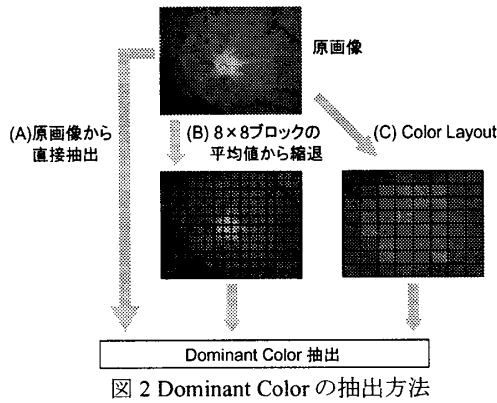 原画像
(A)原画像から
直接抽出
(B) 8×8ブロックの
平均値から縮退
(C) Color Layout
Dominant Color 抽出
図 2 Dominant Color の抽出方法